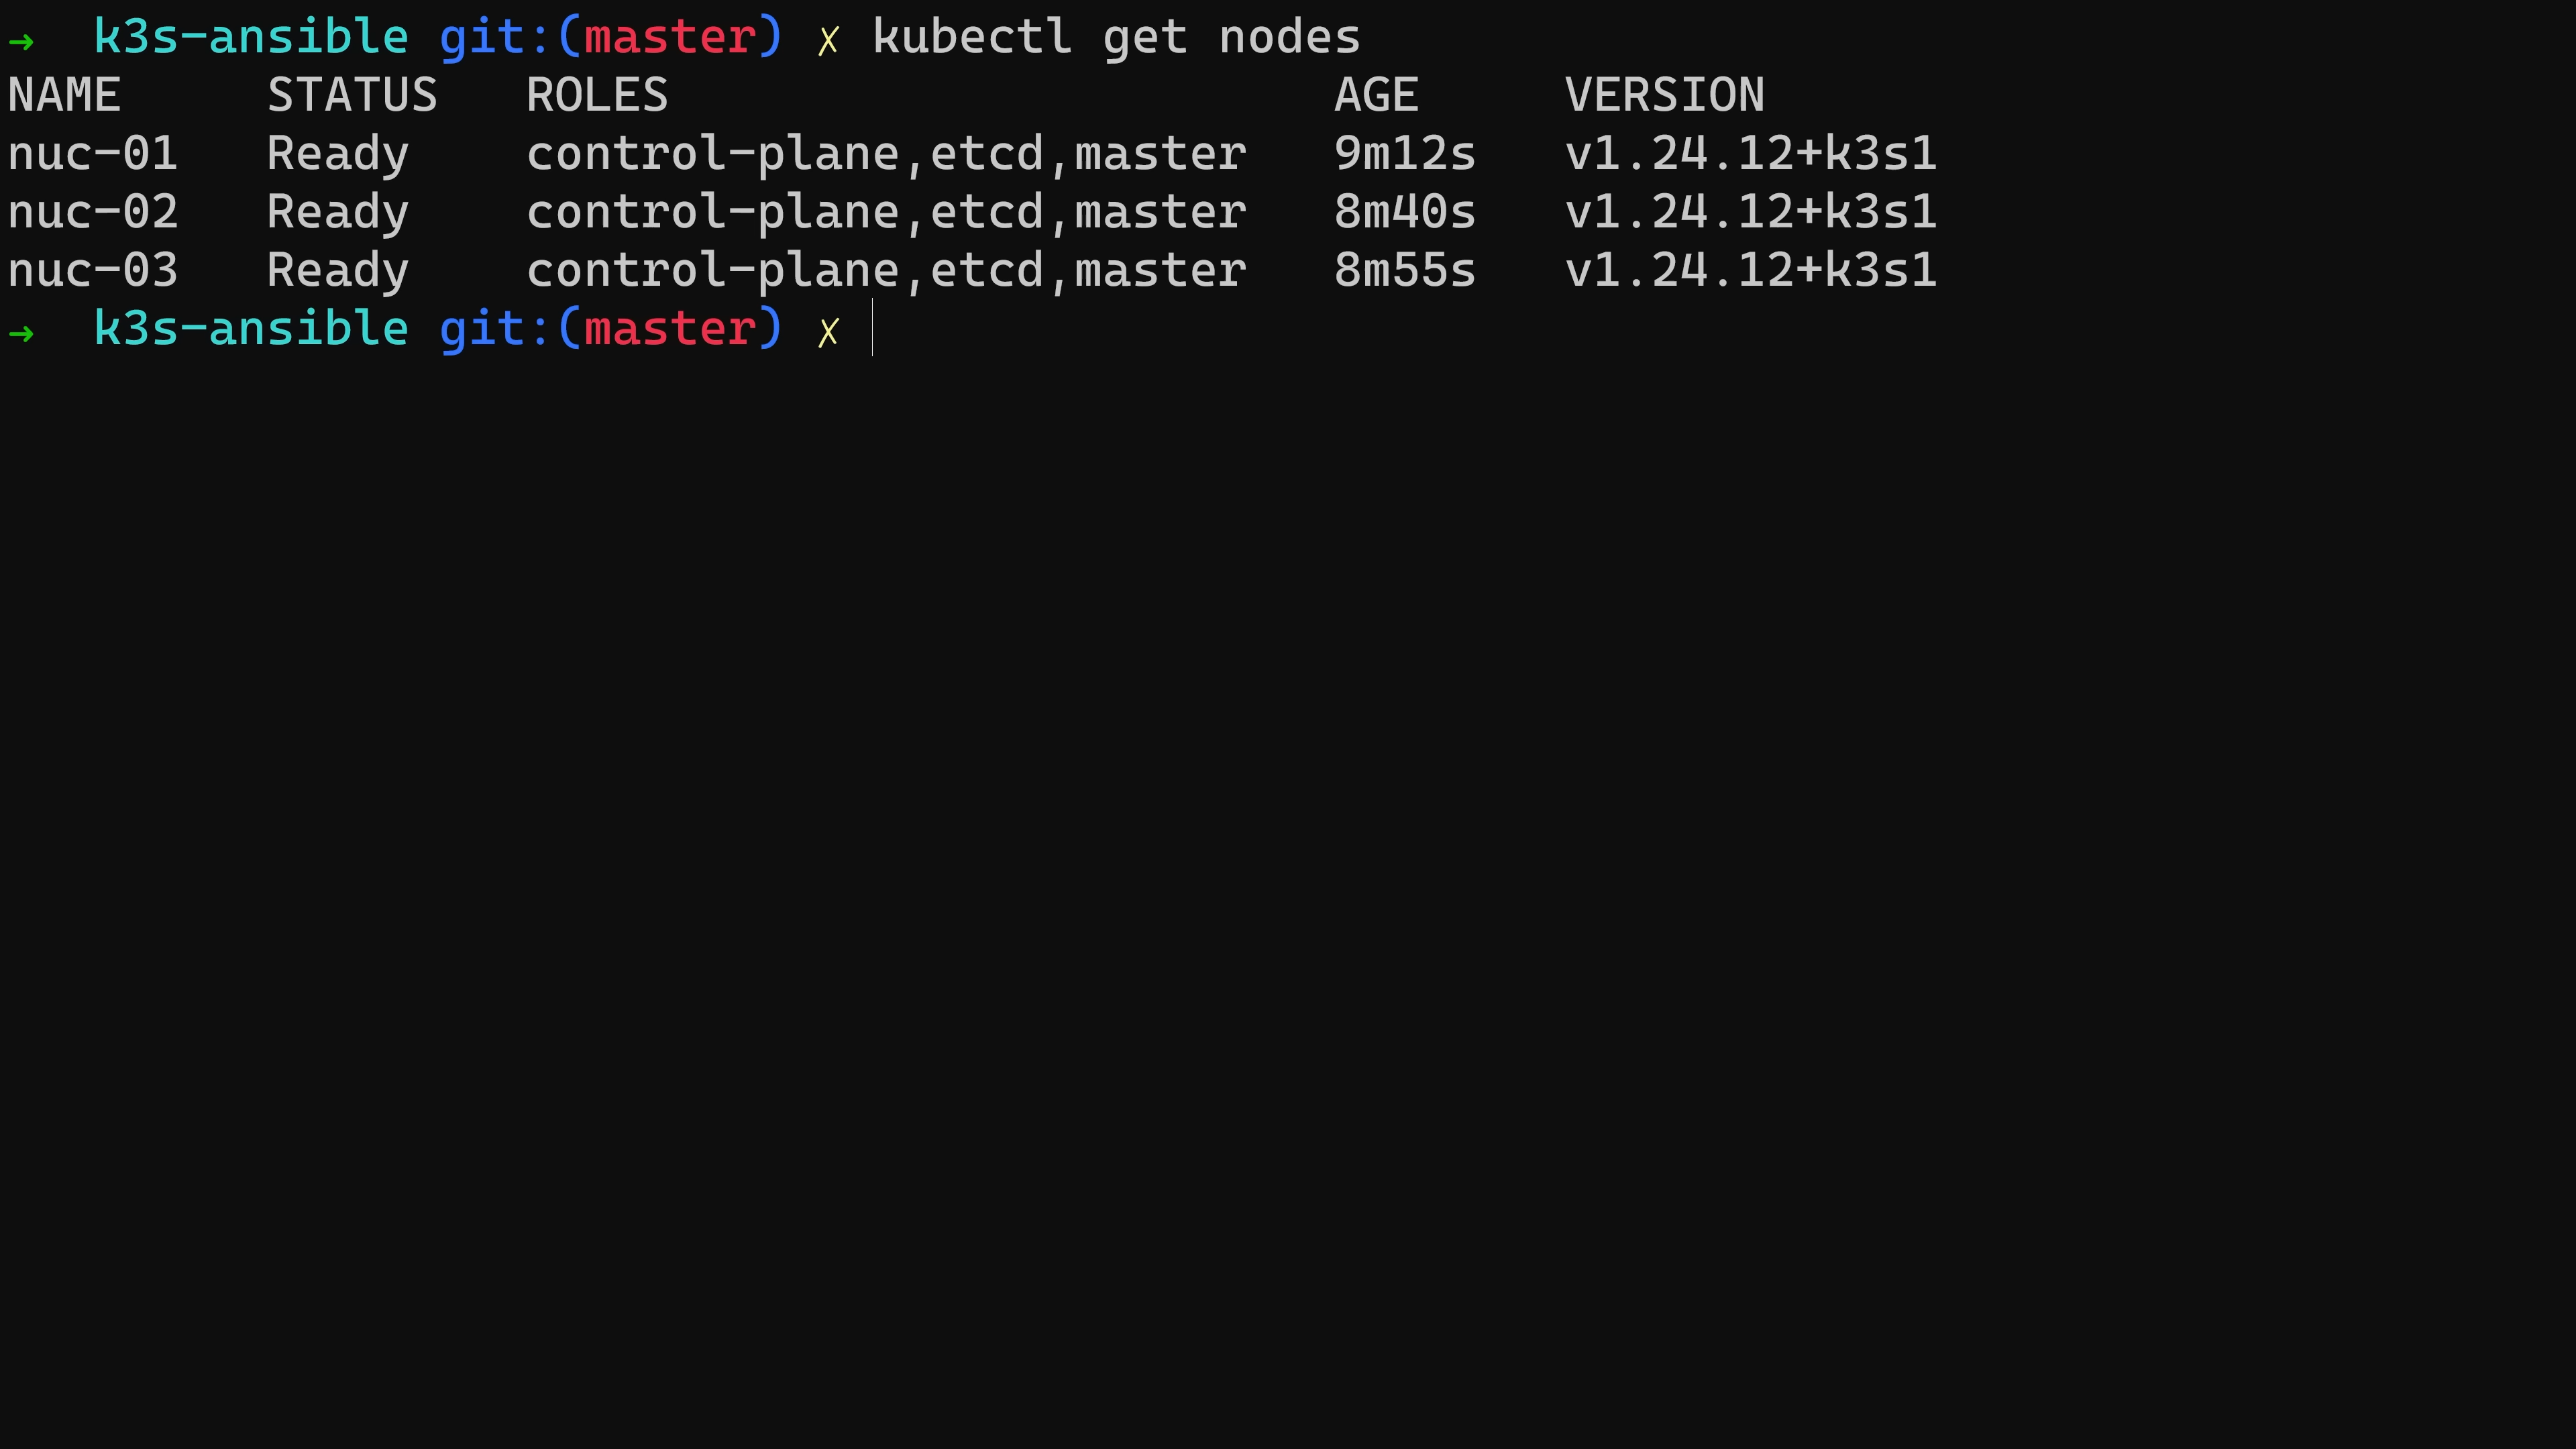 →  k3s-ansible git:(master) ✗ kubectl get nodes
NAME     STATUS   ROLES                       AGE     VERSION
nuc-01   Ready    control-plane,etcd,master   9m12s   v1.24.12+k3s1
nuc-02   Ready    control-plane,etcd,master   8m40s   v1.24.12+k3s1
nuc-03   Ready    control-plane,etcd,master   8m55s   v1.24.12+k3s1
→  k3s-ansible git:(master) ✗